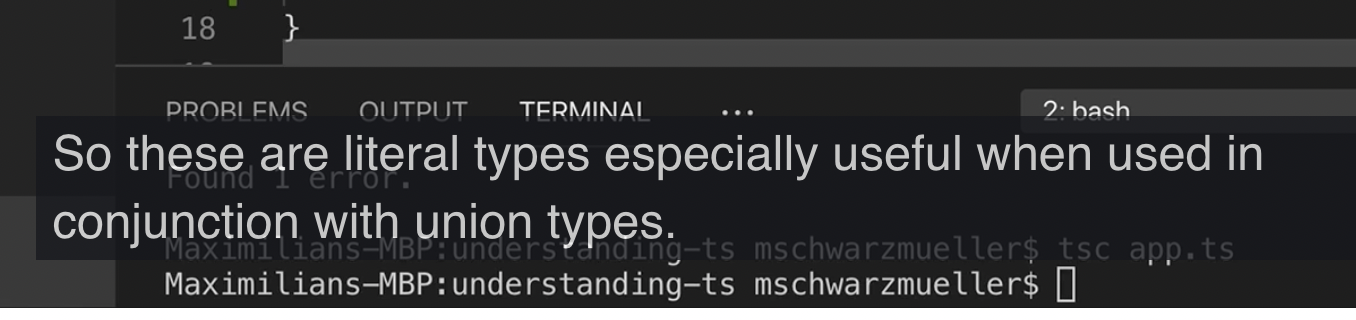 18 }
PROBLEMS OUTPUT TERMINAL ... 2: bash
So these are literal types especially useful when used in
Found 1 error.
conjunction with union types.
Maximilians-MBP:understanding-ts mschwarzmueller$ tsc app.ts
Maximilians-MBP:understanding-ts mschwarzmueller$